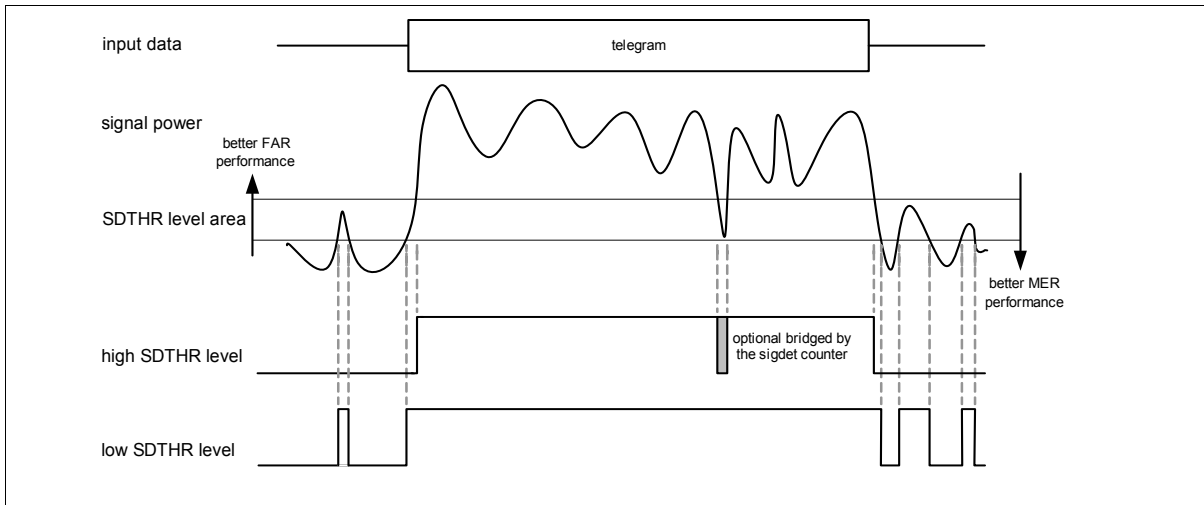 input data
telegram
signal power
better FAR
performance
SDTHR level area
better MER
performance
high SDTHR level
optional bridged by
the sigdet counter
low SDTHR level